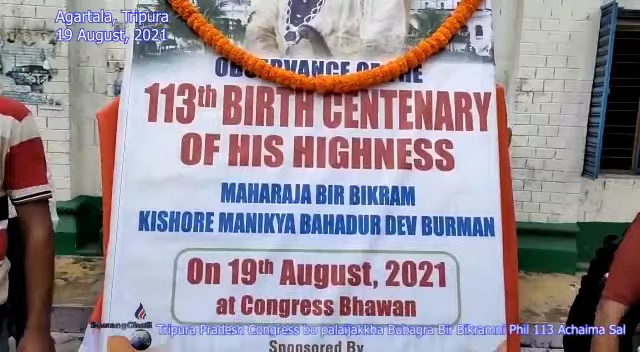 Agartala, Tripura
19 August, 2021
OBSERVANCE OF THE
113th BIRTH CENTENARY
OF HIS HIGHNESS
MAHARAJA BIR BIKRAM
KISHORE MANIKYA BAHADUR DEV BURMAN
On 19th August, 2021
at Congress Bhawan
Tripura Pradesh Congress bo palaijakkha Bubagra Bir Bikramni Phil 113 Achaima Sal
Sponsored By